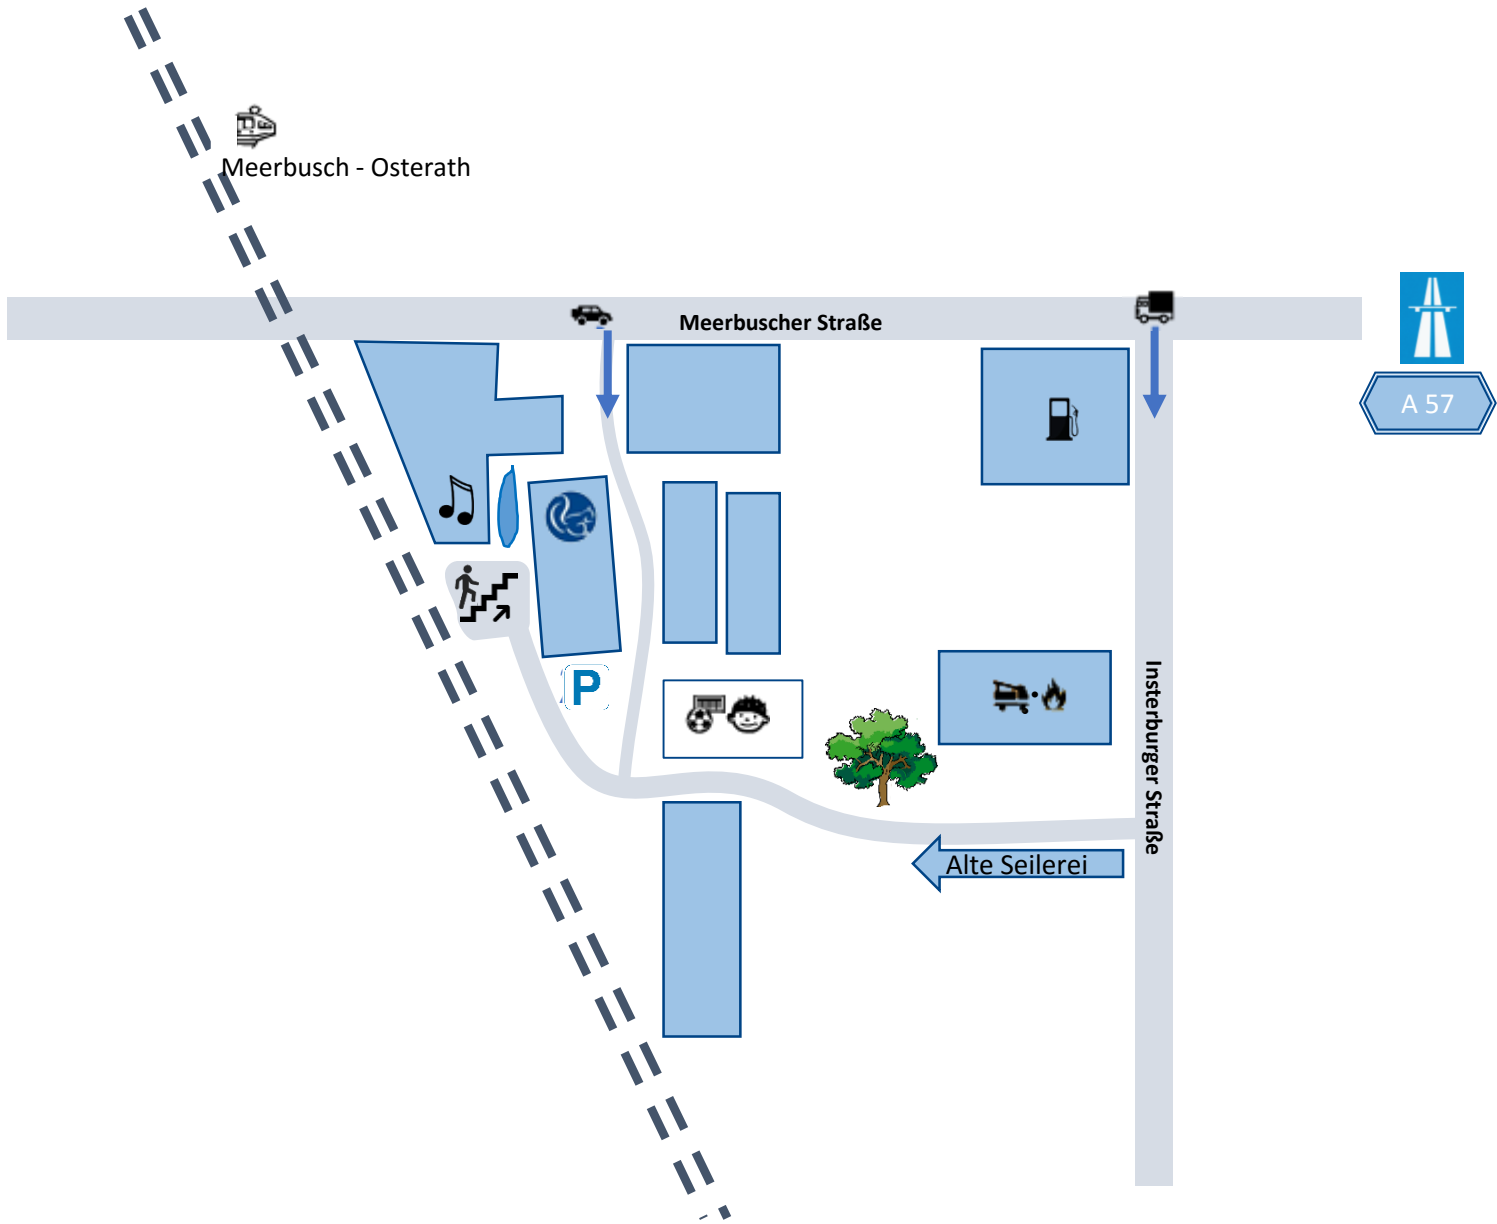 Meerbusch - Osterath
Meerbuscher Straße
A 57
P
Insterburger Straße
Alte Seilerei